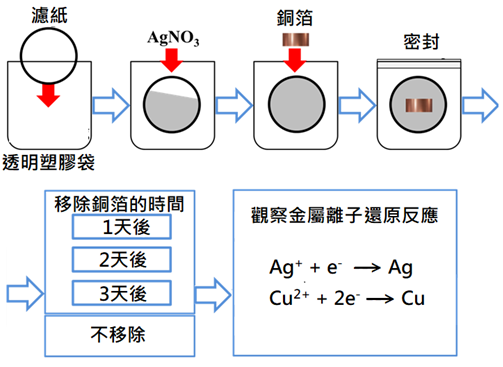 濾紙
AgNO₃
銅箔
密封
透明塑膠袋
移除銅箔的時間
1天後
2天後
3天後
不移除
觀察金屬離子還原反應
Ag⁺ + e⁻ → Ag
Cu²⁺ + 2e⁻ → Cu